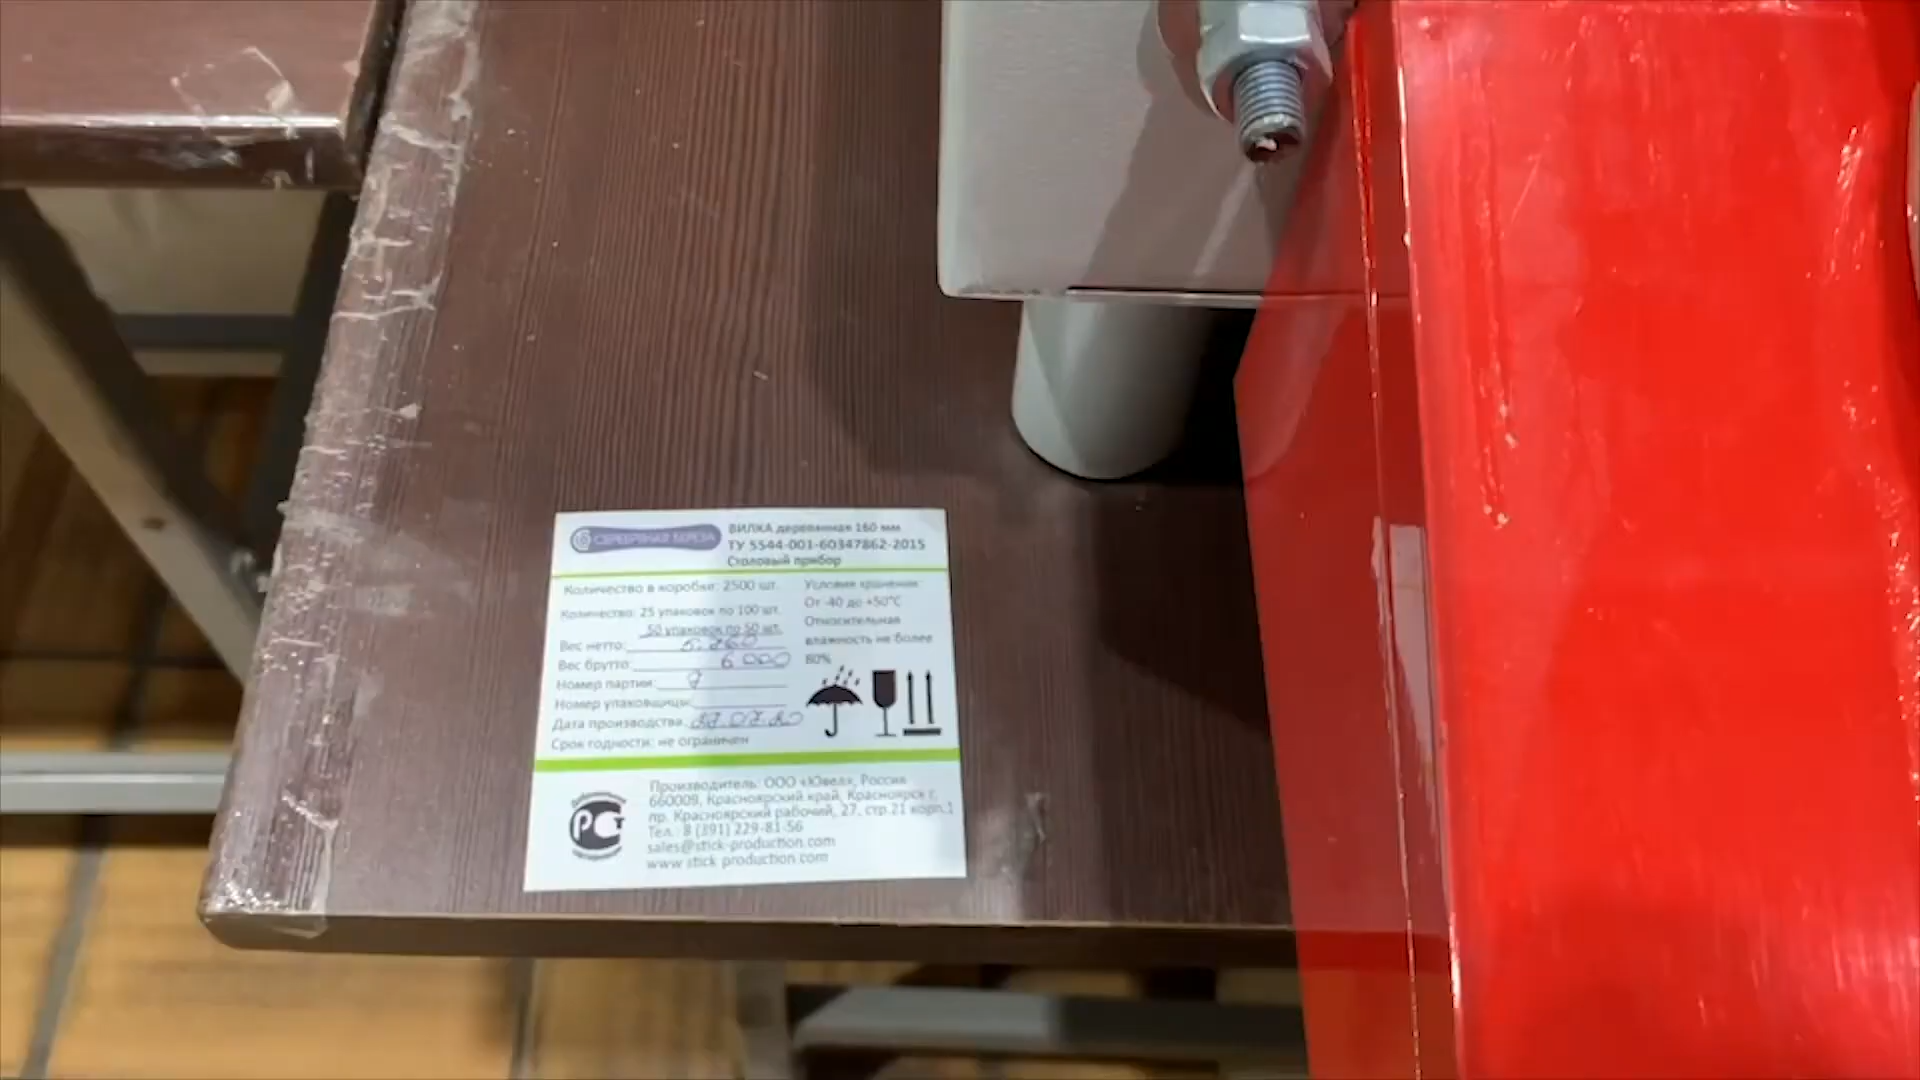 СЕРЕБРЯНАЯ БЕРЕЗА
ВИЛКА деревянная 160 мм
ТУ 5544-001-60347862-2015
Столовый прибор
Количество в коробке: 2500 шт.
Количество: 25 упаковок по 100 шт.
50 упаковок по 50 шт.
Вес нетто: 5.760
Вес брутто: 6 000
Номер партии:
Номер упаковщицы:
Дата производства:
Срок годности: не ограничен
Условия хранения:
От -40 до +50°С
Относительная
влажность не более
80%
Производитель: ООО «Ювел», Россия
660009, Красноярский край, Красноярск г,
пр. Красноярский рабочий, 27, стр.21 корп.1
Тел.: 8 (391) 229-81-56
sales@stick-production.com
www.stick-production.com
РСТ